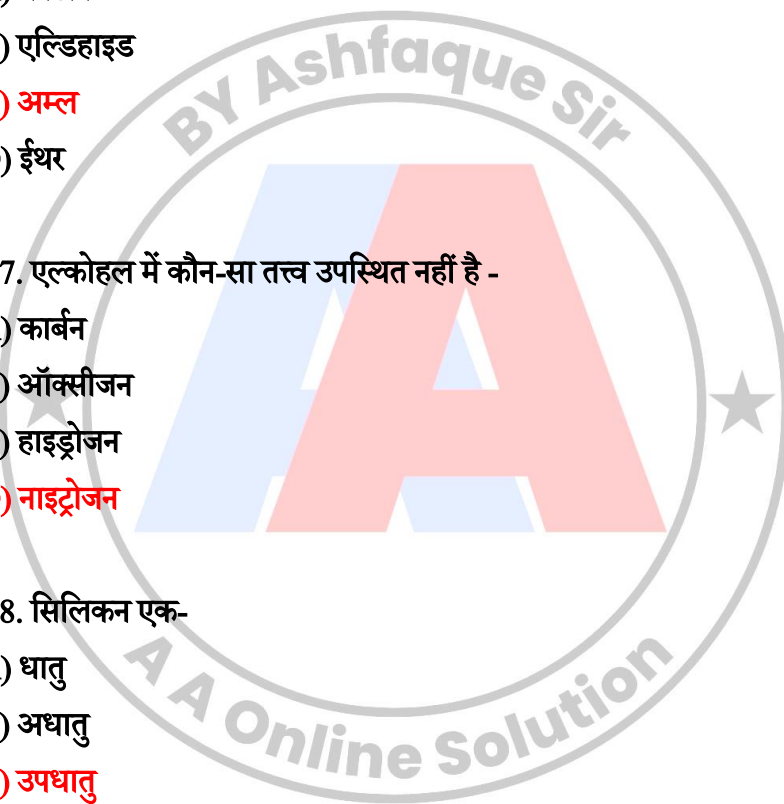 ) एल्डिहाइड
) अम्ल
) ईथर
7. एल्कोहल में कौन-सा तत्त्व उपस्थित नहीं है -
) कार्बन
) ऑक्सीजन
) हाइड्रोजन
) नाइट्रोजन
8. सिलिकन एक-
) धातु
) अधातु
) उपधातु
BY Ashfaque Sir
A A Online Solution